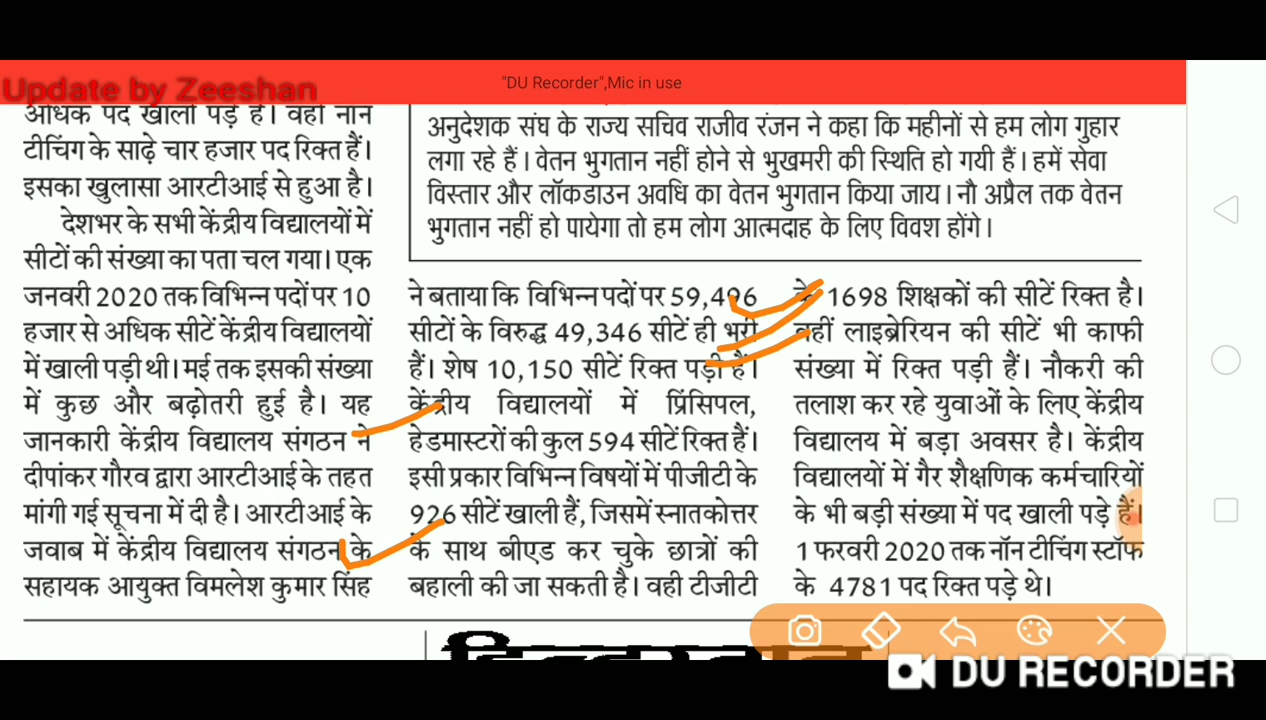 "DU Recorder",Mic in use
Update by Zeeshan
अधिक पद खाली पड़े हैं। वहीं नॉन
टीचिंग के साढ़े चार हजार पद रिक्त हैं।
इसका खुलासा आरटीआई से हुआ है।
देशभर के सभी केंद्रीय विद्यालयों में
सीटों की संख्या का पता चल गया। एक
जनवरी 2020 तक विभिन्न पदों पर 10
हजार से अधिक सीटें केंद्रीय विद्यालयों
में खाली पड़ी थी। मई तक इसकी संख्या
में कुछ और बढ़ोतरी हुई है। यह
जानकारी केंद्रीय विद्यालय संगठन ने
दीपांकर गौरव द्वारा आरटीआई के तहत
मांगी गई सूचना में दी है। आरटीआई के
जवाब में केंद्रीय विद्यालय संगठन के
सहायक आयुक्त विमलेश कुमार सिंह
अनुदेशक संघ के राज्य सचिव राजीव रंजन ने कहा कि महीनों से हम लोग गुहार
लगा रहे हैं। वेतन भुगतान नहीं होने से भुखमरी की स्थिति हो गयी हैं। हमें सेवा
विस्तार और लॉकडाउन अवधि का वेतन भुगतान किया जाय। नौ अप्रैल तक वेतन
भुगतान नहीं हो पायेगा तो हम लोग आत्मदाह के लिए विवश होंगे।
ने बताया कि विभिन्न पदों पर 59,496
सीटों के विरुद्ध 49,346 सीटें ही भरी
हैं। शेष 10,150 सीटें रिक्त पड़ी हैं।
केंद्रीय विद्यालयों में प्रिंसिपल,
हेडमास्टरों की कुल 594 सीटें रिक्त हैं।
इसी प्रकार विभिन्न विषयों में पीजीटी के
926 सीटें खाली हैं, जिसमें स्नातकोत्तर
के साथ बीएड कर चुके छात्रों की
बहाली की जा सकती है। वही टीजीटी
के 1698 शिक्षकों की सीटें रिक्त है।
वहीं लाइब्रेरियन की सीटें भी काफी
संख्या में रिक्त पड़ी हैं। नौकरी की
तलाश कर रहे युवाओं के लिए केंद्रीय
विद्यालय में बड़ा अवसर है। केंद्रीय
विद्यालयों में गैर शैक्षणिक कर्मचारियों
के भी बड़ी संख्या में पद खाली पड़े हैं।
1 फरवरी 2020 तक नॉन टीचिंग स्टॉफ
के 4781 पद रिक्त पड़े थे।
DU RECORDER